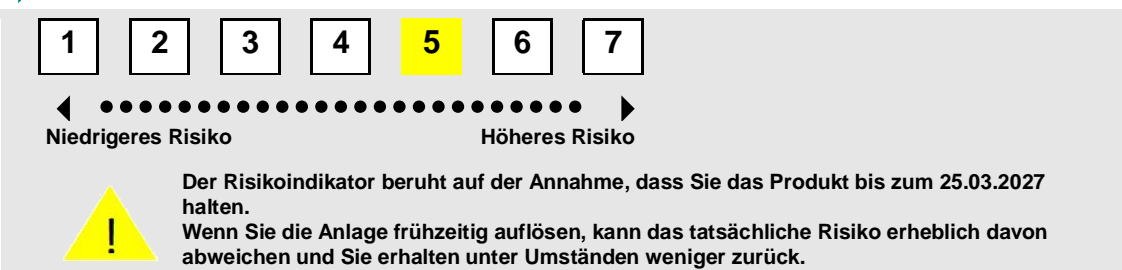 1 2 3 4 5 6 7
Niedrigeres Risiko Höheres Risiko
Der Risikoindikator beruht auf der Annahme, dass Sie das Produkt bis zum 25.03.2027
halten.
!
Wenn Sie die Anlage frühzeitig auflösen, kann das tatsächliche Risiko erheblich davon
abweichen und Sie erhalten unter Umständen weniger zurück.